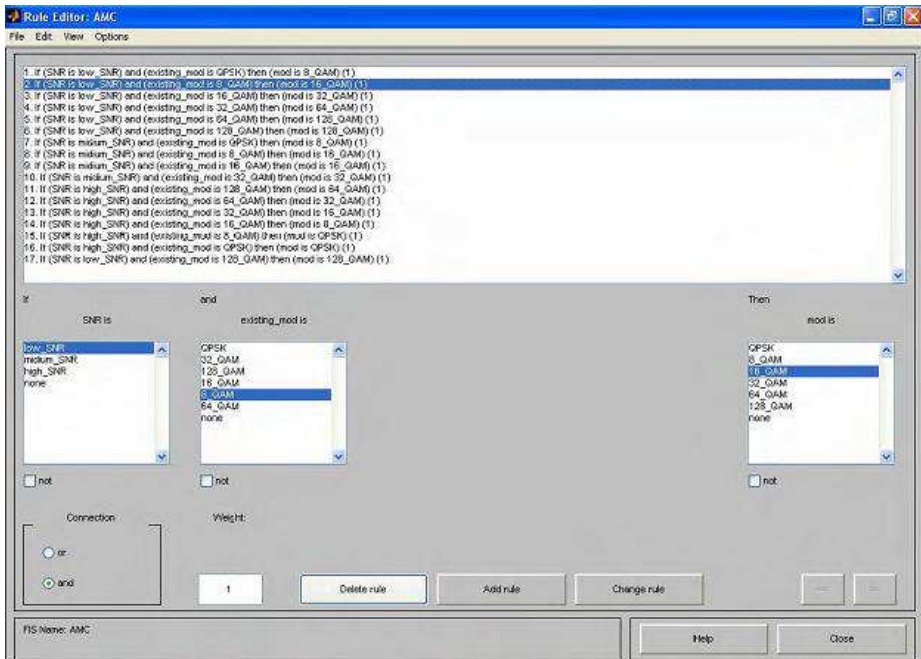 Rule Editor: AMC
File Edit View Options
1. If (SNR is low_SNR) and (existing_mod is QPSK) then (mod is 8_QAM) (1)
2. If (SNR is low_SNR) and (existing_mod is 8_QAM) then (mod is 16_QAM) (1)
3. If (SNR is low_SNR) and (existing_mod is 16_QAM) then (mod is 32_QAM) (1)
4. If (SNR is low_SNR) and (existing_mod is 32_QAM) then (mod is 64_QAM) (1)
5. If (SNR is low_SNR) and (existing_mod is 64_QAM) then (mod is 128_QAM) (1)
6. If (SNR is low_SNR) and (existing_mod is 128_QAM) then (mod is 128_QAM) (1)
7. If (SNR is midium_SNR) and (existing_mod is QPSK) then (mod is 8_QAM) (1)
8. If (SNR is midium_SNR) and (existing_mod is 8_QAM) then (mod is 16_QAM) (1)
9. If (SNR is midium_SNR) and (existing_mod is 16_QAM) then (mod is 16_QAM) (1)
10. If (SNR is midium_SNR) and (existing_mod is 32_QAM) then (mod is 32_QAM) (1)
11. If (SNR is high_SNR) and (existing_mod is 128_QAM) then (mod is 64_QAM) (1)
12. If (SNR is high_SNR) and (existing_mod is 64_QAM) then (mod is 32_QAM) (1)
13. If (SNR is high_SNR) and (existing_mod is 32_QAM) then (mod is 16_QAM) (1)
14. If (SNR is high_SNR) and (existing_mod is 16_QAM) then (mod is 8_QAM) (1)
15. If (SNR is high_SNR) and (existing_mod is 8_QAM) then (mod is QPSK) (1)
16. If (SNR is high_SNR) and (existing_mod is QPSK) then (mod is QPSK) (1)
17. If (SNR is low_SNR) and (existing_mod is 128_QAM) then (mod is 128_QAM) (1)
If and Then
SNR is existing_mod is mod is
low_SNR
midium_SNR
high_SNR
none
QPSK
32_QAM
128_QAM
16_QAM
8_QAM
64_QAM
none
QPSK
8_QAM
16_QAM
32_QAM
64_QAM
128_QAM
none
not not not
Connection
or
and
Weight:
1
Delete rule Add rule Change rule
FIS Name: AMC
Help Close